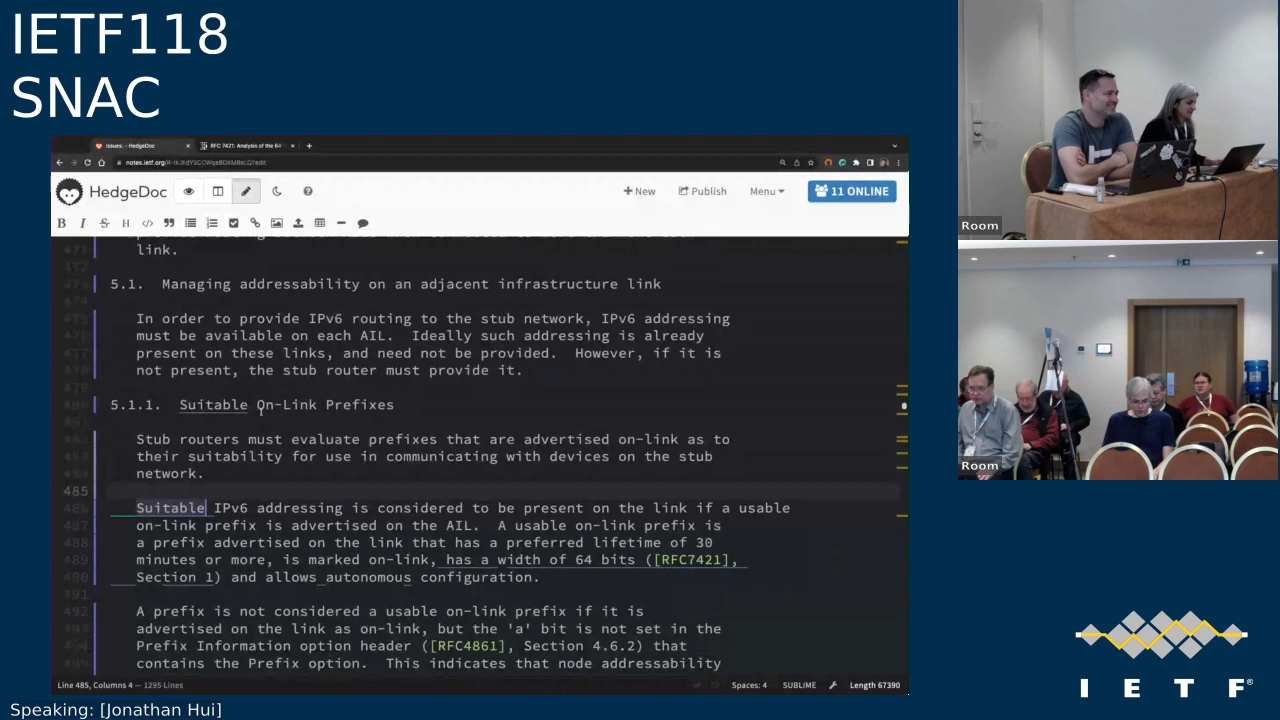 IETF118
SNAC
Issues: - HedgeDoc
RFC 7421: Analysis of the 64
HedgeDoc
New
Publish
Menu
11 ONLINE
link.
5.1. Managing addressability on an adjacent infrastructure link
In order to provide IPv6 routing to the stub network, IPv6 addressing
must be available on each AIL. Ideally such addressing is already
present on these links, and need not be provided. However, if it is
not present, the stub router must provide it.
5.1.1. Suitable On-Link Prefixes
Stub routers must evaluate prefixes that are advertised on-link as to
their suitability for use in communicating with devices on the stub
network.
485
Suitable IPv6 addressing is considered to be present on the link if a usable
on-link prefix is advertised on the AIL. A usable on-link prefix is
a prefix advertised on the link that has a preferred lifetime of 30
minutes or more, is marked on-link, has a width of 64 bits ([RFC7421],
Section 1) and allows autonomous configuration.
A prefix is not considered a usable on-link prefix if it is
advertised on the link as on-link, but the 'a' bit is not set in the
Prefix Information option header ([RFC4861], Section 4.6.2) that
contains the Prefix option. This indicates that node addressability
Line 485, Columns 4 — 1295 Lines
Spaces: 4
SUBLIME
Length 67390
Room
Room
I E T F®
Speaking: [Jonathan Hui]